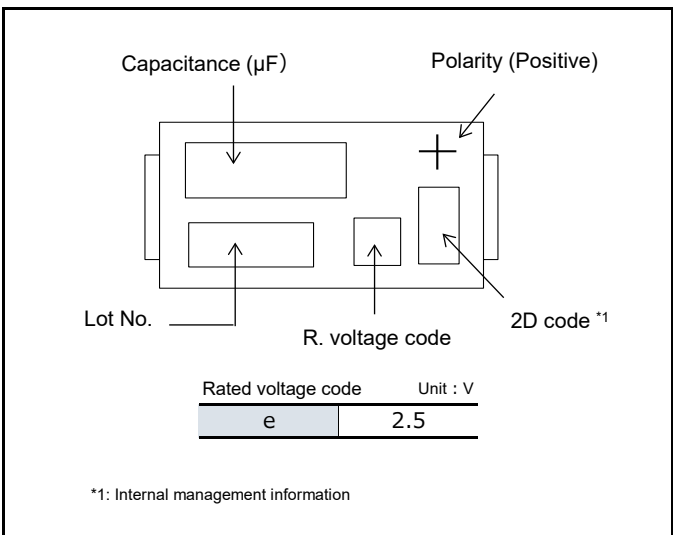 Capacitance (μF)
Polarity (Positive)
+
Lot No.
R. voltage code
2D code *1
Rated voltage code Unit : V
e 2.5
*1: Internal management information